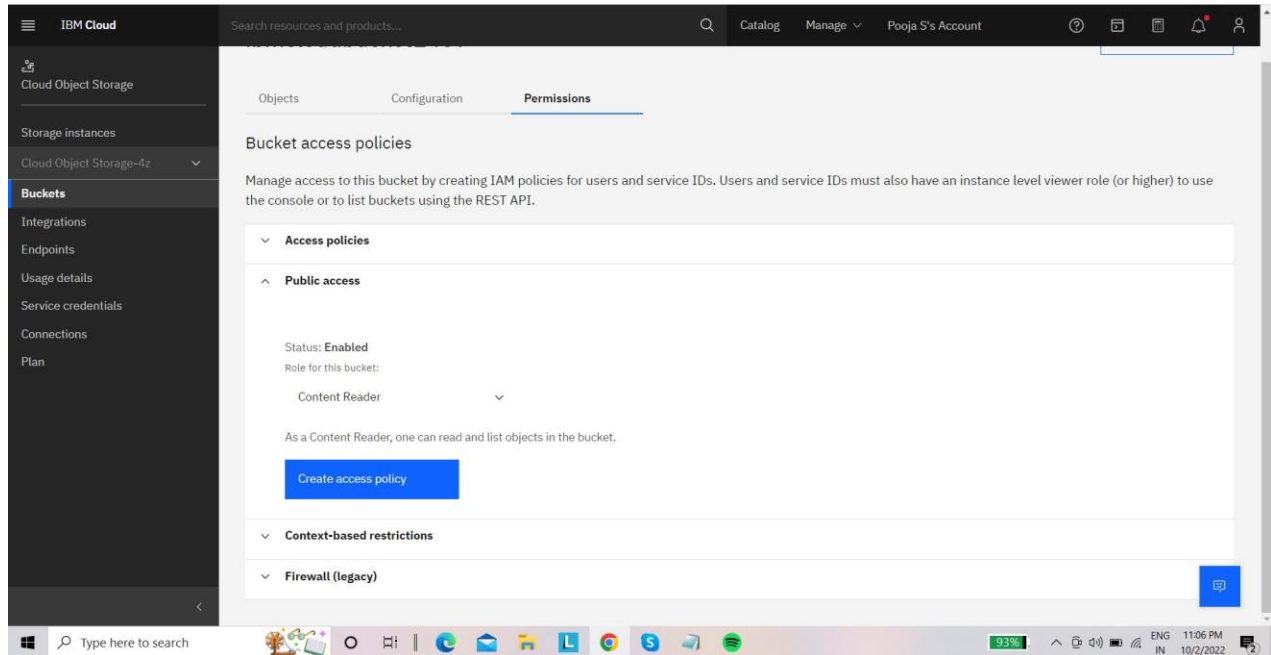 IBM Cloud
Search resources and products...
Catalog
Manage
Pooja S's Account
Cloud Object Storage
Storage instances
Cloud Object Storage-4z
Buckets
Integrations
Endpoints
Usage details
Service credentials
Connections
Plan
Objects
Configuration
Permissions
Bucket access policies
Manage access to this bucket by creating IAM policies for users and service IDs. Users and service IDs must also have an instance level viewer role (or higher) to use
the console or to list buckets using the REST API.
Access policies
Public access
Status: Enabled
Role for this bucket:
Content Reader
As a Content Reader, one can read and list objects in the bucket.
Create access policy
Context-based restrictions
Firewall (legacy)
Type here to search
L
S
93%
ENG
IN
11:06 PM
10/2/2022
2